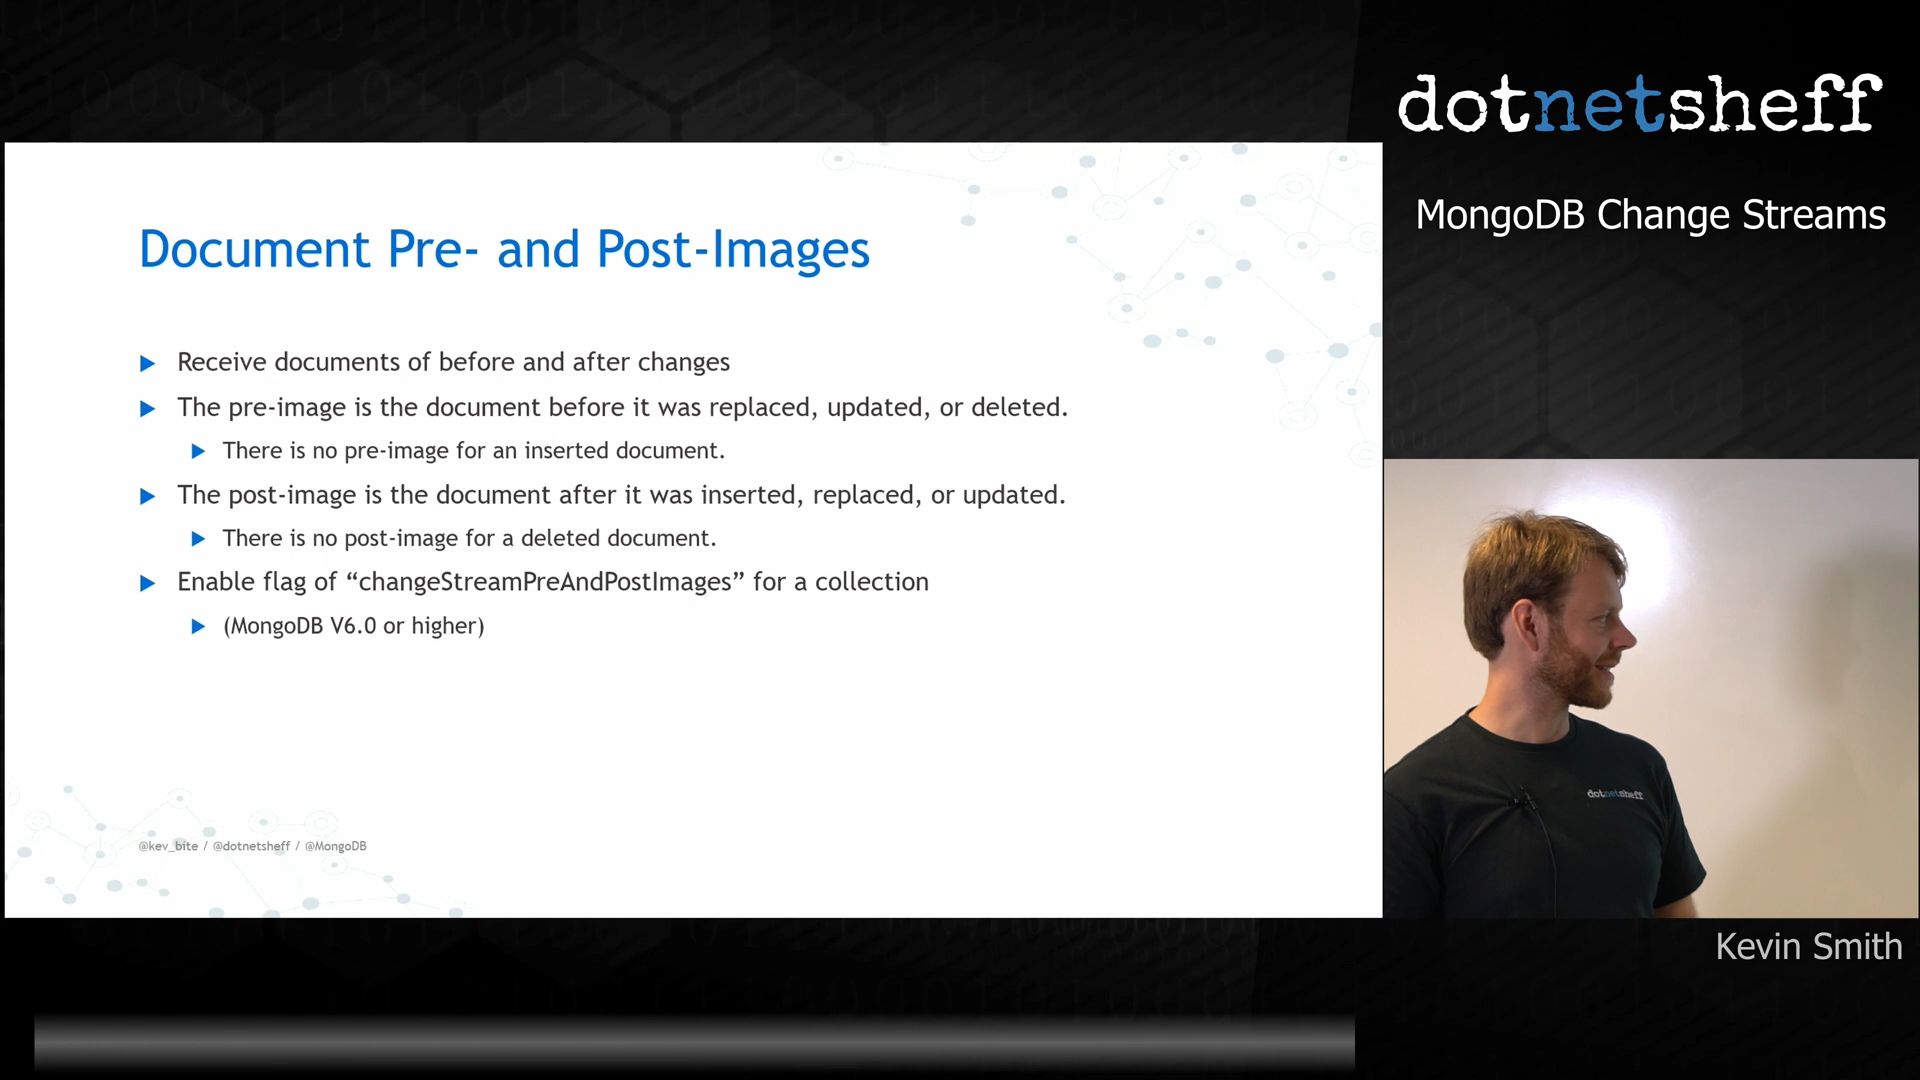 dotnetsheff
MongoDB Change Streams
Document Pre- and Post-Images
Receive documents of before and after changes
The pre-image is the document before it was replaced, updated, or deleted.
There is no pre-image for an inserted document.
The post-image is the document after it was inserted, replaced, or updated.
There is no post-image for a deleted document.
Enable flag of “changeStreamPreAndPostImages” for a collection
(MongoDB V6.0 or higher)
@kev_bite / @dotnetsheff / @MongoDB
dotnetsheff
Kevin Smith